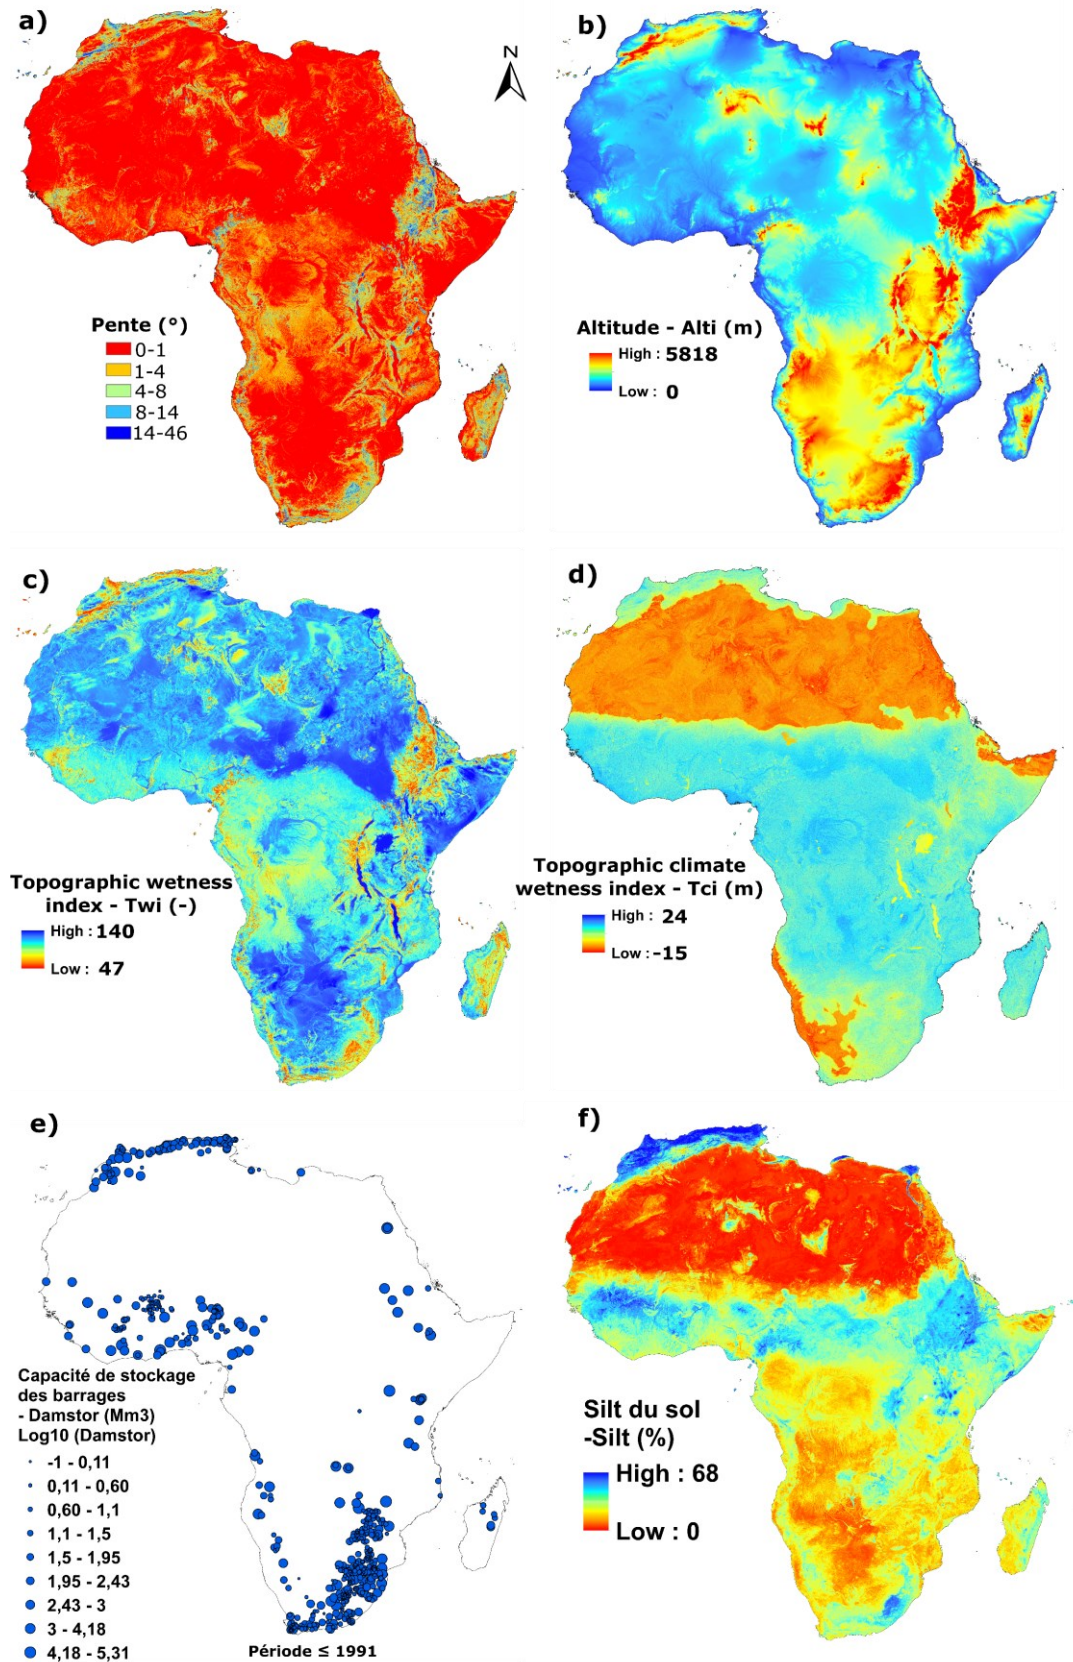 a)
N
Pente (°)
0-1
1-4
4-8
8-14
14-46
b)
Altitude - Alti (m)
High : 5818
Low : 0
c)
Topographic wetness
index - Twi (-)
High : 140
Low : 47
d)
Topographic climate
wetness index - Tci (m)
High : 24
Low : -15
e)
Capacité de stockage
des barrages
- Damstor (Mm3)
Log10 (Damstor)
-1 - 0,11
0,11 - 0,60
0,60 - 1,1
1,1 - 1,5
1,5 - 1,95
1,95 - 2,43
2,43 - 3
3 - 4,18
4,18 - 5,31
Période ≤ 1991
f)
Silt du sol
-Silt (%)
High : 68
Low : 0